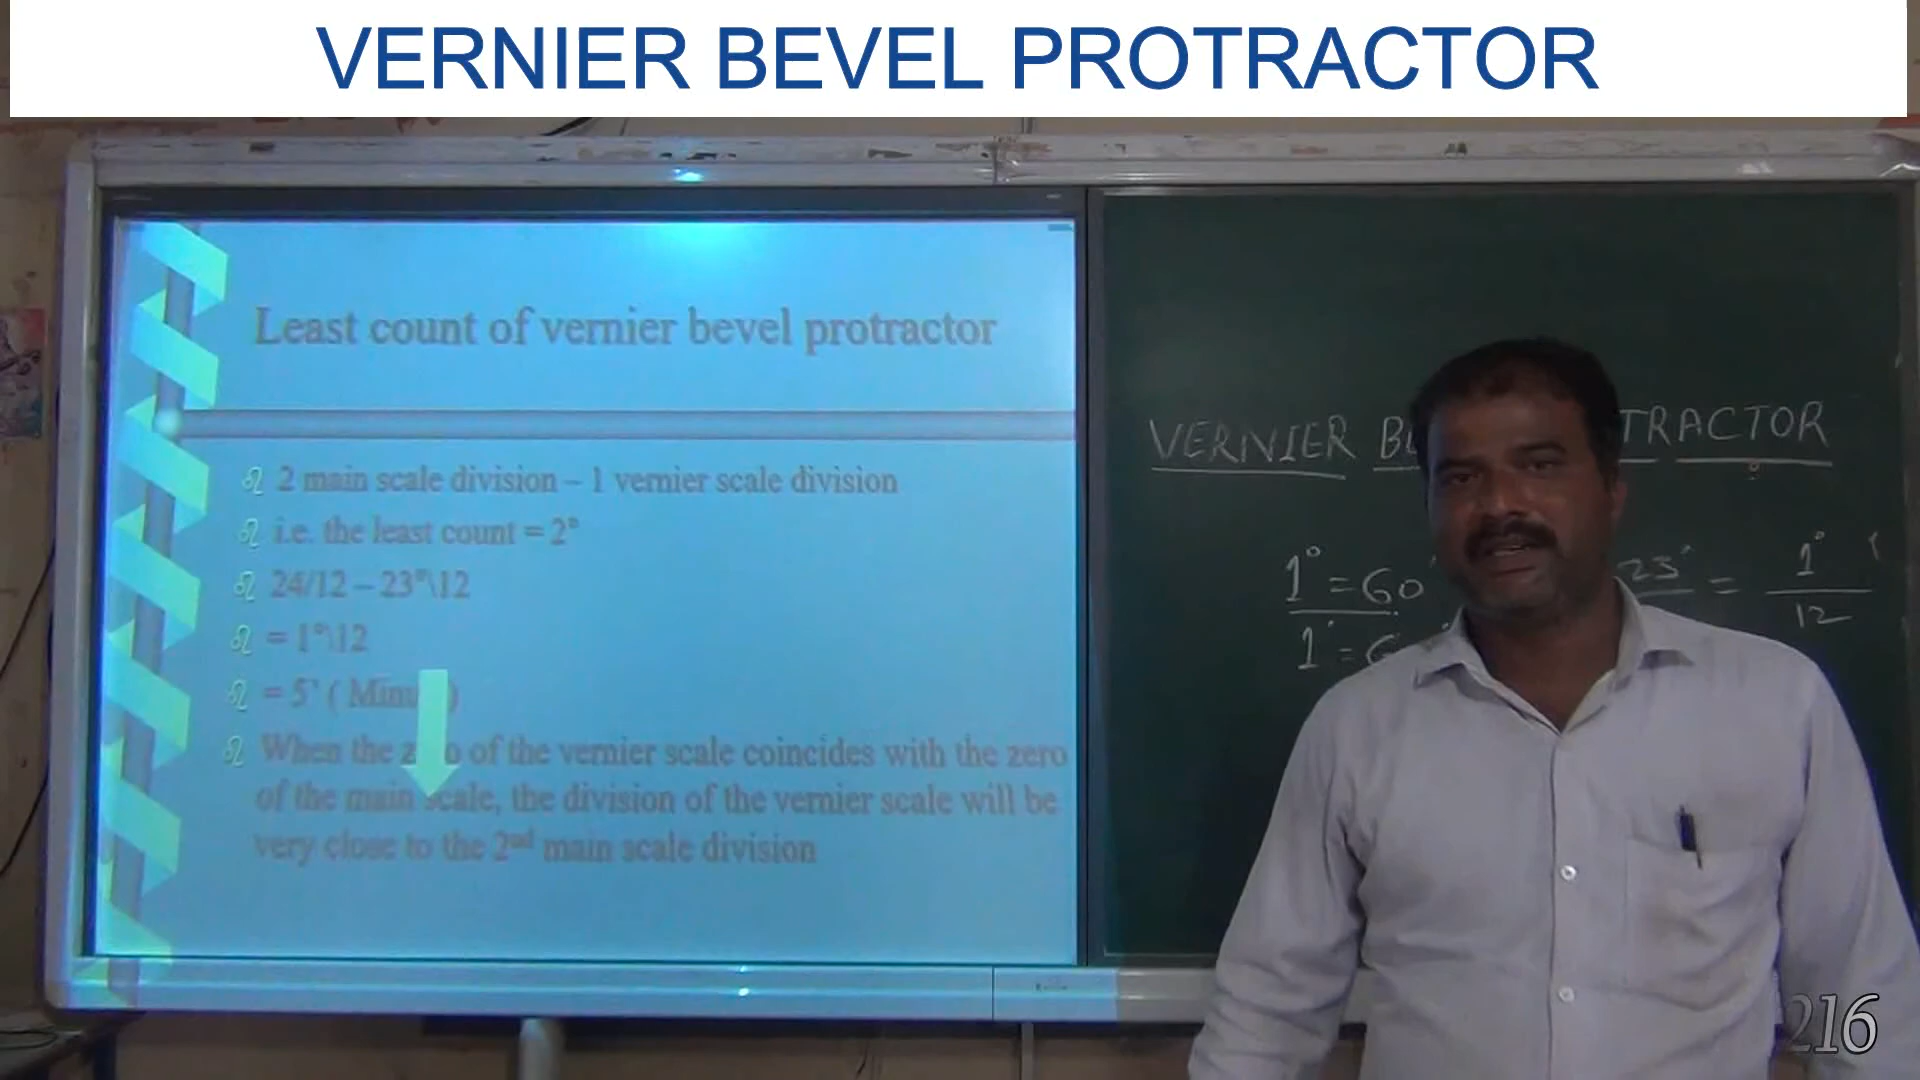 VERNIER BEVEL PROTRACTOR
Least count of vernier bevel protractor
2 main scale division – 1 vernier scale division
i.e. the least count = 2°
24/12 – 23°\12
= 1°\12
= 5' ( Minu )
When the z o of the vernier scale coincides with the zero
of the main scale, the division of the vernier scale will be
very close to the 2nd main scale division
VERNIER TRACTOR
1° = 60'
23° = 1°
12
1' =
216